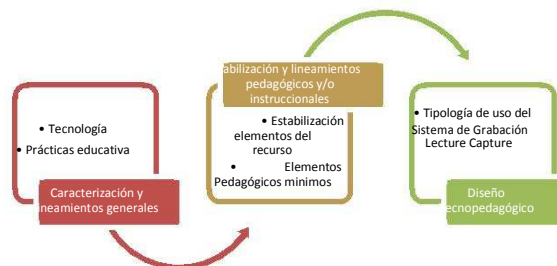 • Tecnología
• Prácticas educativa
Caracterización y
neamientos generales
abilización y lineamientos
pedagógicos y/o
instruccionales
• Estabilización
elementos del
recurso
• Elementos
Pedagógicos minimos
• Tipología de uso del
Sistema de Grabación
Lecture Capture
Diseño
ecnopedagógico